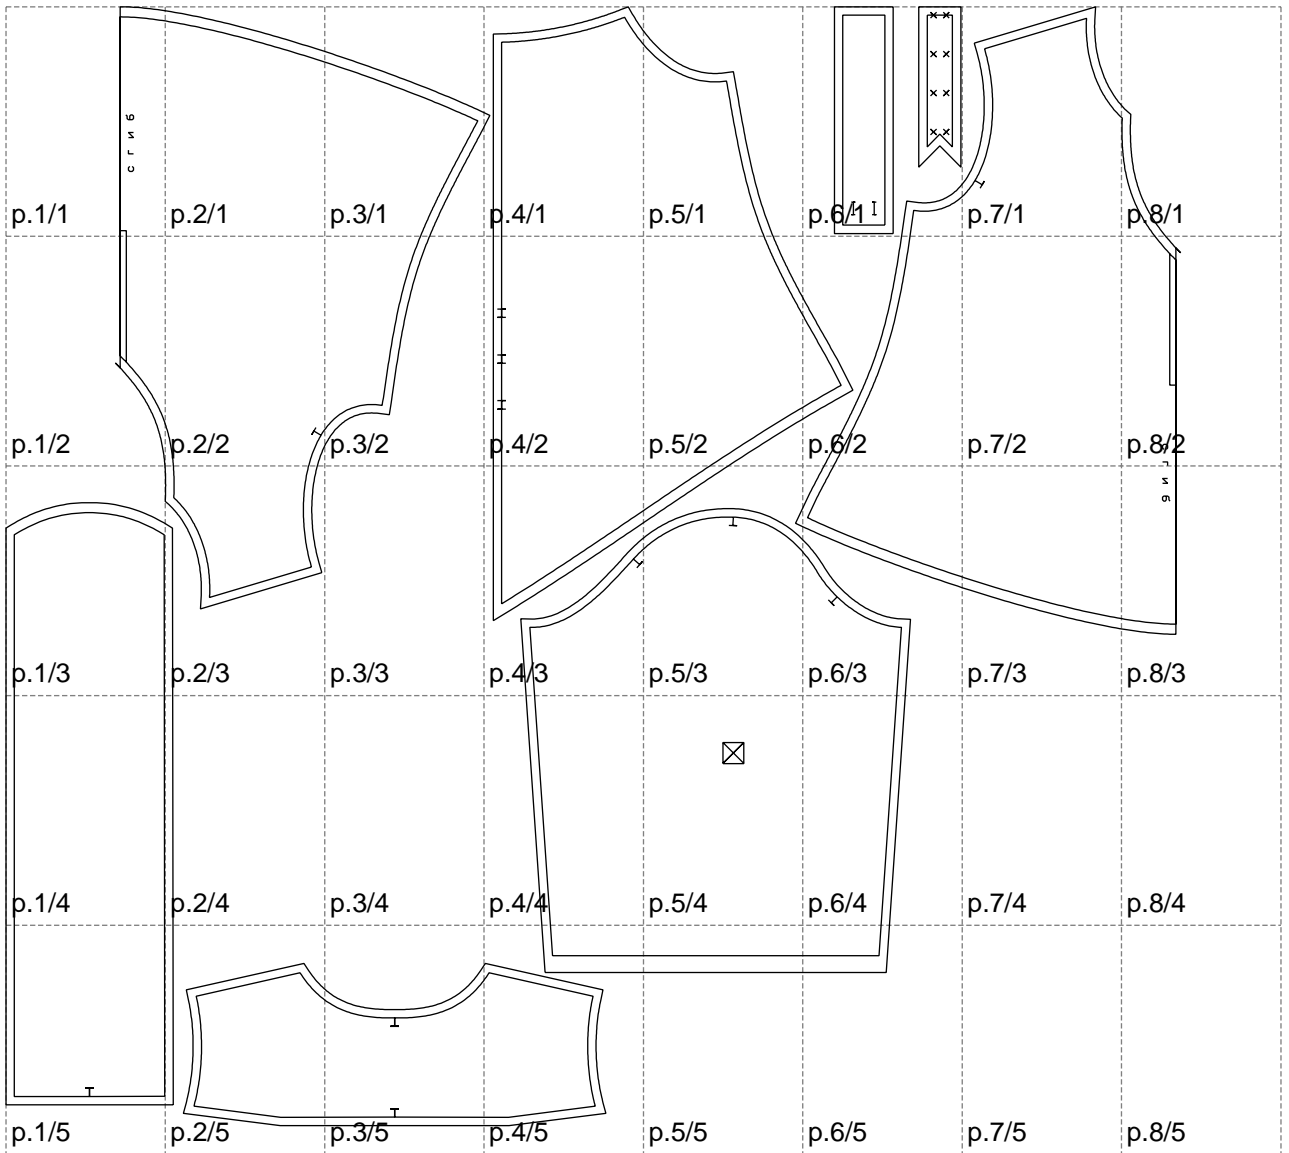 сгиб
p.1/1 p.2/1 p.3/1 p.4/1 p.5/1 p.6/1 p.7/1 p.8/1
p.1/2 p.2/2 p.3/2 p.4/2 p.5/2 p.6/2 p.7/2 p.8/2
сгиб
p.1/3 p.2/3 p.3/3 p.4/3 p.5/3 p.6/3 p.7/3 p.8/3
p.1/4 p.2/4 p.3/4 p.4/4 p.5/4 p.6/4 p.7/4 p.8/4
p.1/5 p.2/5 p.3/5 p.4/5 p.5/5 p.6/5 p.7/5 p.8/5